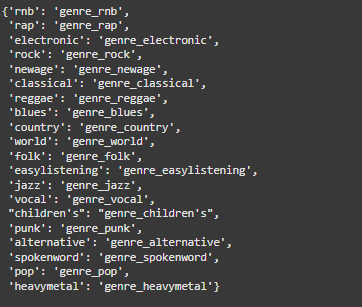 {'rnb': 'genre_rnb',
'rap': 'genre_rap',
'electronic': 'genre_electronic',
'rock': 'genre_rock',
'newage': 'genre_newage',
'classical': 'genre_classical',
'reggae': 'genre_reggae',
'blues': 'genre_blues',
'country': 'genre_country',
'world': 'genre_world',
'folk': 'genre_folk',
'easylistening': 'genre_easylistening',
'jazz': 'genre_jazz',
'vocal': 'genre_vocal',
"children's": "genre_children's",
'punk': 'genre_punk',
'alternative': 'genre_alternative',
'spokenword': 'genre_spokenword',
'pop': 'genre_pop',
'heavymetal': 'genre_heavymetal'}